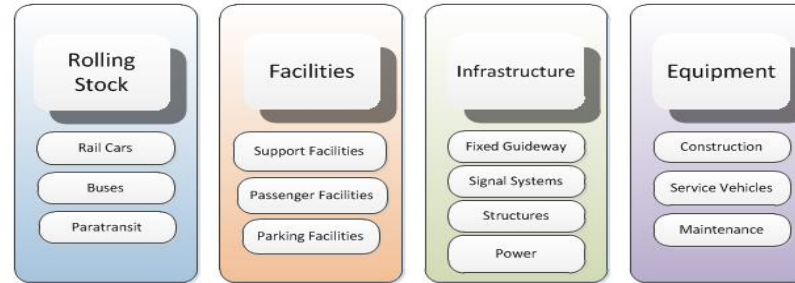 Rolling
Stock
Rail Cars
Buses
Paratransit
Facilities
Support Facilities
Passenger Facilities
Parking Facilities
Infrastructure
Fixed Guideway
Signal Systems
Structures
Power
Equipment
Construction
Service Vehicles
Maintenance